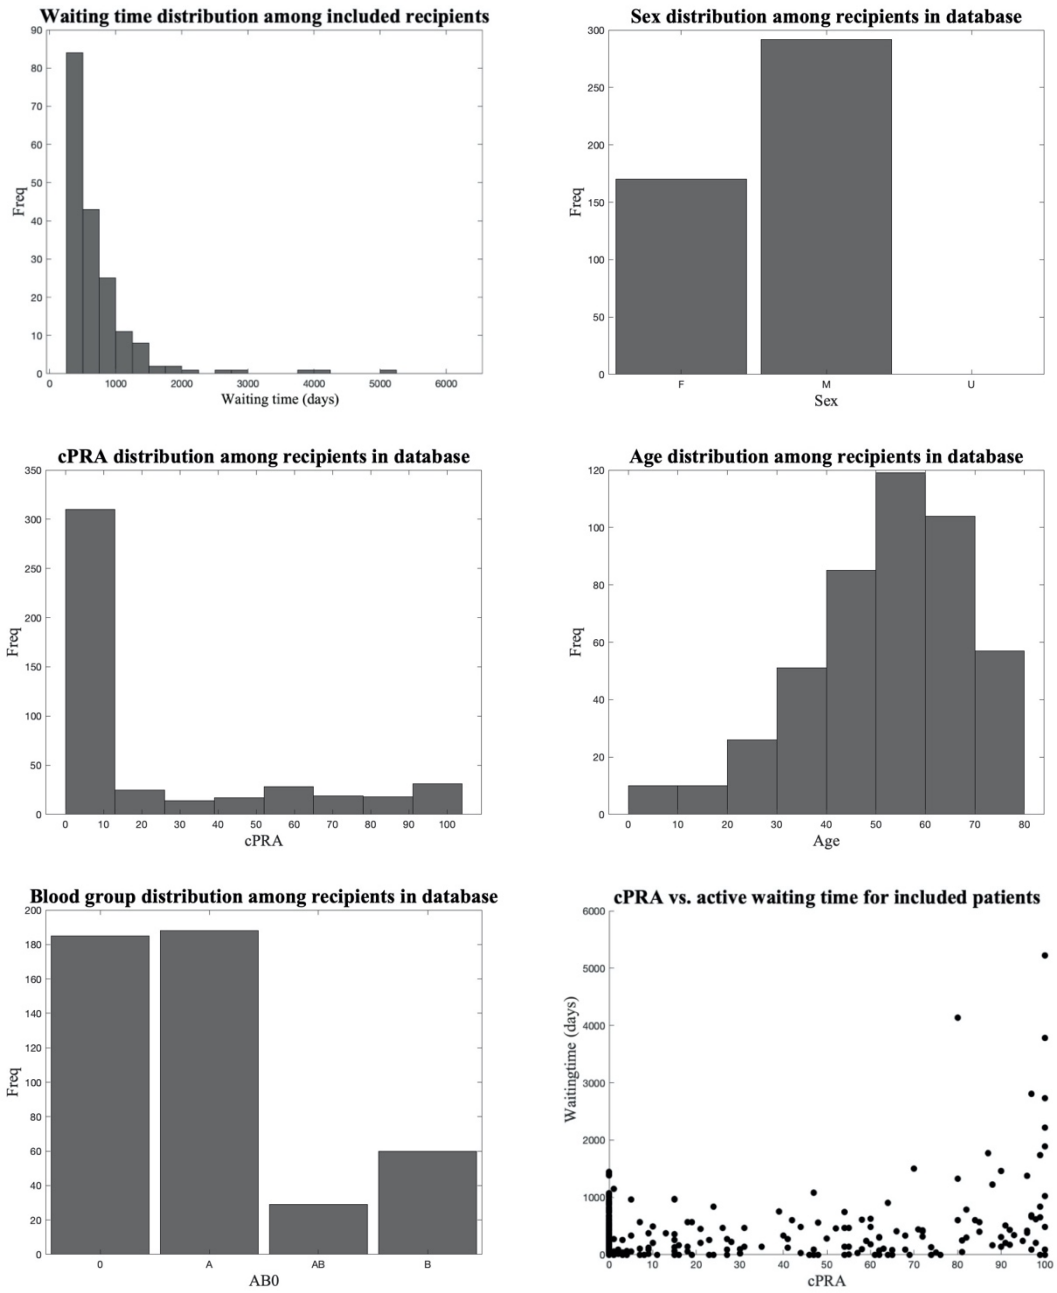 Waiting time distribution among included recipients
90
80
70
60
50
40
30
20
10
0
Freq
0 1000 2000 3000 4000 5000 6000
Waiting time (days)
Sex distribution among recipients in database
300
250
200
150
100
50
0
Freq
F M U
Sex
cPRA distribution among recipients in database
350
300
250
200
150
100
50
0
Freq
0 10 20 30 40 50 60 70 80 90 100
cPRA
Age distribution among recipients in database
120
100
80
60
40
20
0
Freq
0 10 20 30 40 50 60 70 80
Age
Blood group distribution among recipients in database
200
180
160
140
120
100
80
60
40
20
0
Freq
0 A AB B
AB0
cPRA vs. active waiting time for included patients
6000
5000
4000
3000
2000
1000
0
Waitingtime (days)
0 10 20 30 40 50 60 70 80 90 100
cPRA